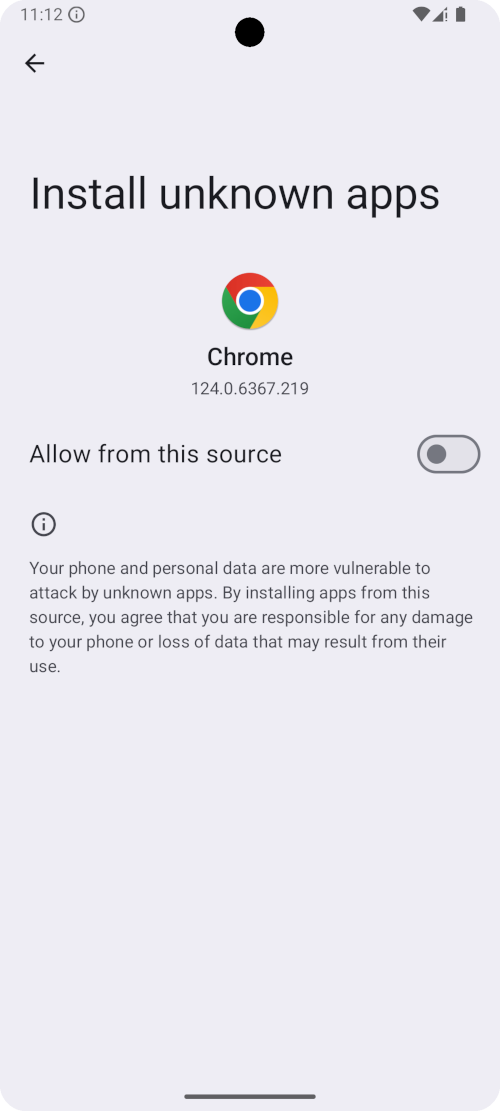 11:12
Install unknown apps
Chrome
124.0.6367.219
Allow from this source
Your phone and personal data are more vulnerable to
attack by unknown apps. By installing apps from this
source, you agree that you are responsible for any damage
to your phone or loss of data that may result from their
use.